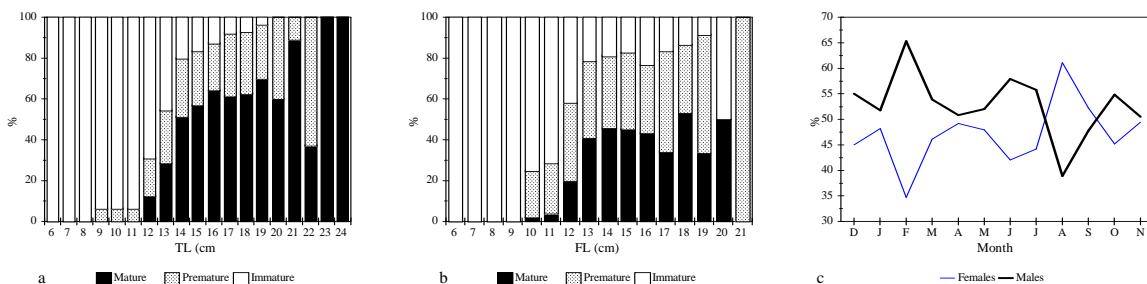 100
80
60
40
20
0
%
6 7 8 9 10 11 12 13 14 15 16 17 18 19 20 21 22 23 24
TL (cm
a
Mature Premature Immature
100
80
60
40
20
0
%
6 7 8 9 10 11 12 13 14 15 16 17 18 19 20 21
FL (cm)
b
Mature Premature Immature
70
65
60
55
50
45
40
35
30
%
D J F M A M J J A S O N
Month
c
Females Males